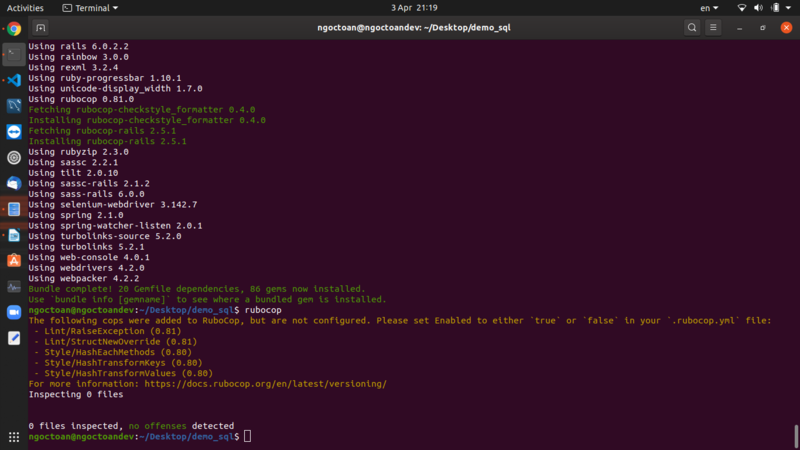 Activities
Terminal
3 Apr 21:19
en
ngoctoan@ngoctoandev: ~/Desktop/demo_sql
Using rails 6.0.2.2
Using rainbow 3.0.0
Using rexml 3.2.4
Using ruby-progressbar 1.10.1
Using unicode-display_width 1.7.0
Using rubocop 0.81.0
Fetching rubocop-checkstyle_formatter 0.4.0
Installing rubocop-checkstyle_formatter 0.4.0
Fetching rubocop-rails 2.5.1
Installing rubocop-rails 2.5.1
Using rubyzip 2.3.0
Using sassc 2.2.1
Using tilt 2.0.10
Using sassc-rails 2.1.2
Using sass-rails 6.0.0
Using selenium-webdriver 3.142.7
Using spring 2.1.0
Using spring-watcher-listen 2.0.1
Using turbolinks-source 5.2.0
Using turbolinks 5.2.1
Using web-console 4.0.1
Using webdrivers 4.2.0
Using webpacker 4.2.2
Bundle complete! 20 Gemfile dependencies, 86 gems now installed.
Use `bundle info [gemname]` to see where a bundled gem is installed.
ngoctoan@ngoctoandev:~/Desktop/demo_sql$ rubocop
The following cops were added to RuboCop, but are not configured. Please set Enabled to either `true` or `false` in your `.rubocop.yml` file:
- Lint/RaiseException (0.81)
- Lint/StructNewOverride (0.81)
- Style/HashEachMethods (0.80)
- Style/HashTransformKeys (0.80)
- Style/HashTransformValues (0.80)
For more information: https://docs.rubocop.org/en/latest/versioning/
Inspecting 0 files
0 files inspected, no offenses detected
ngoctoan@ngoctoandev:~/Desktop/demo_sql$